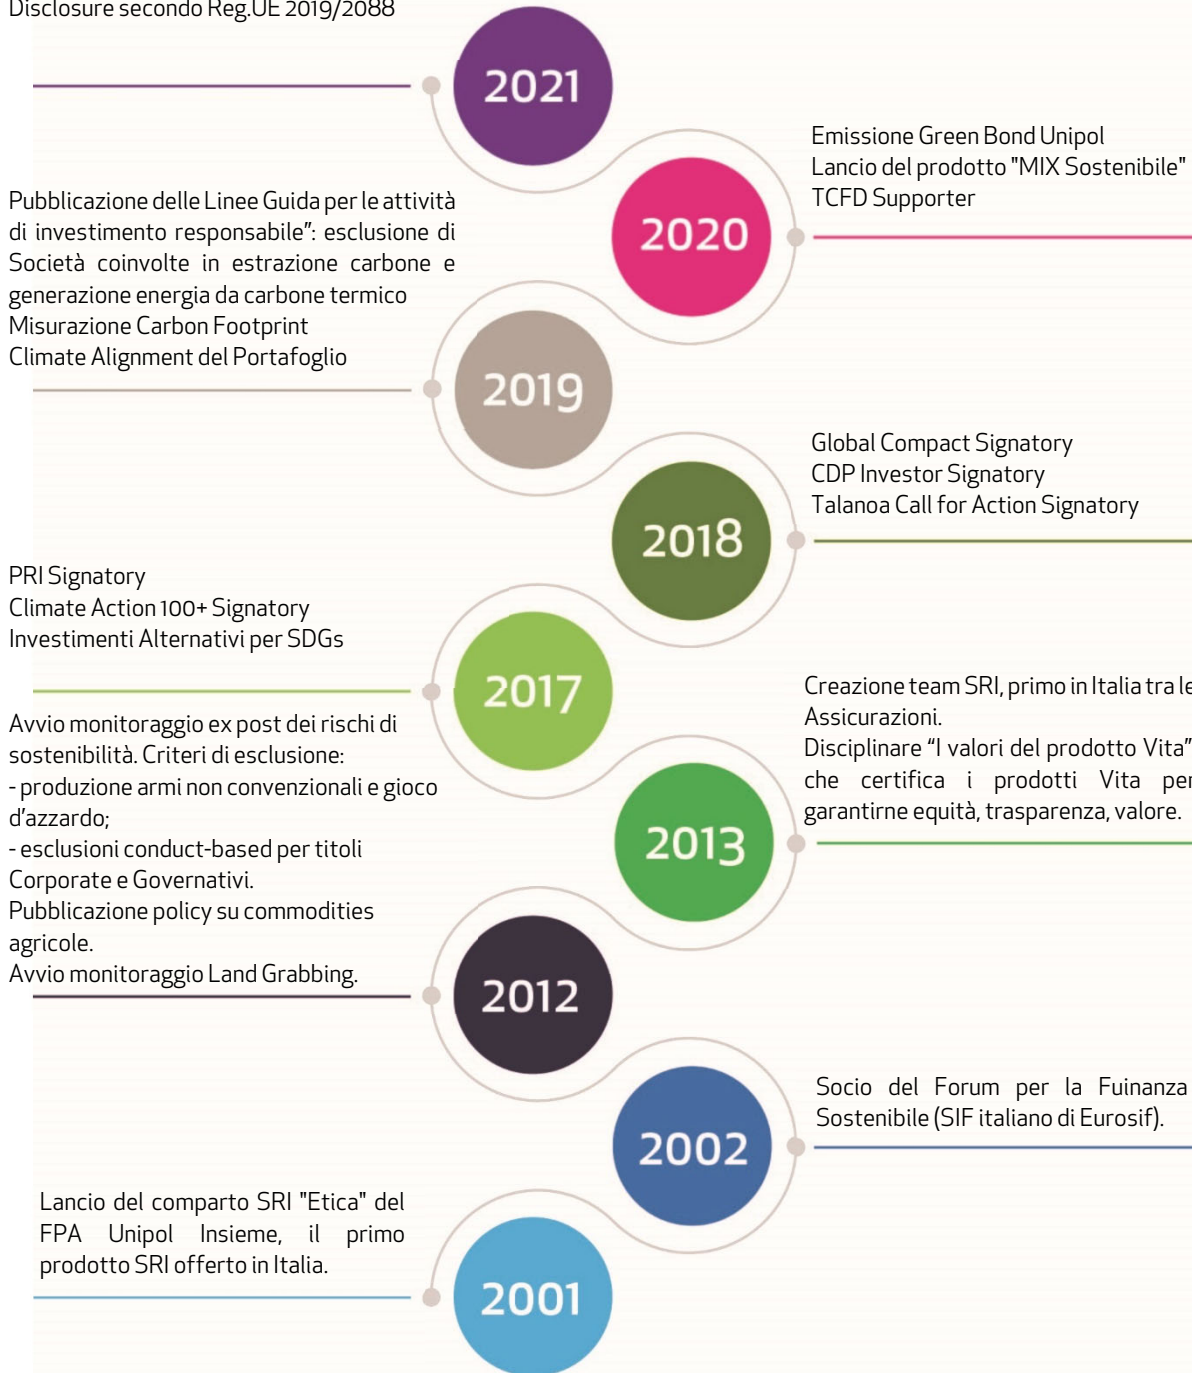 Disclosure secondo Reg.UE 2019/2088
2021
Emissione Green Bond Unipol
Lancio del prodotto "MIX Sostenibile"
TCFD Supporter
2020
Pubblicazione delle Linee Guida per le attività
di investimento responsabile”: esclusione di
Società coinvolte in estrazione carbone e
generazione energia da carbone termico
Misurazione Carbon Footprint
Climate Alignment del Portafoglio
2019
Global Compact Signatory
CDP Investor Signatory
Talanoa Call for Action Signatory
2018
PRI Signatory
Climate Action 100+ Signatory
Investimenti Alternativi per SDGs
2017
Creazione team SRI, primo in Italia tra le
Assicurazioni.
Disciplinare “I valori del prodotto Vita”
che certifica i prodotti Vita per
garantirne equità, trasparenza, valore.
2013
Avvio monitoraggio ex post dei rischi di
sostenibilità. Criteri di esclusione:
- produzione armi non convenzionali e gioco
d’azzardo;
- esclusioni conduct-based per titoli
Corporate e Governativi.
Pubblicazione policy su commodities
agricole.
Avvio monitoraggio Land Grabbing.
2012
Socio del Forum per la Fuinanza
Sostenibile (SIF italiano di Eurosif).
2002
Lancio del comparto SRI "Etica" del
FPA Unipol Insieme, il primo
prodotto SRI offerto in Italia.
2001